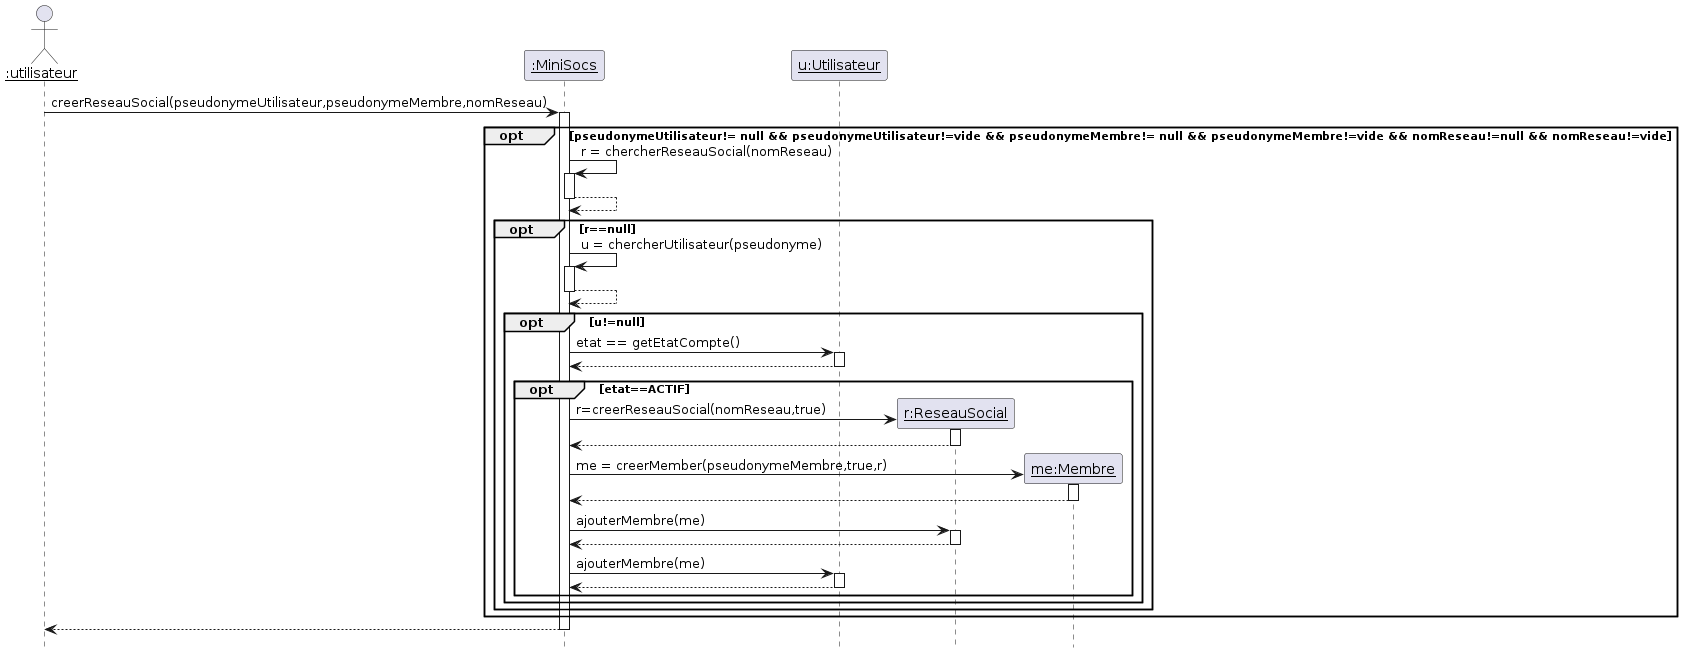 :utilisateur
:MiniSocs
u:Utilisateur
creerReseauSocial(pseudonymeUtilisateur,pseudonymeMembre,nomReseau)
opt [pseudonymeUtilisateur!= null && pseudonymeUtilisateur!=vide && pseudonymeMembre!= null && pseudonymeMembre!=vide && nomReseau!=null && nomReseau!=vide]
r = chercherReseauSocial(nomReseau)
opt [r==null]
u = chercherUtilisateur(pseudonyme)
opt [u!=null]
etat == getEtatCompte()
opt [etat==ACTIF]
r=creerReseauSocial(nomReseau,true)
r:ReseauSocial
me = creerMember(pseudonymeMembre,true,r)
me:Membre
ajouterMembre(me)
ajouterMembre(me)